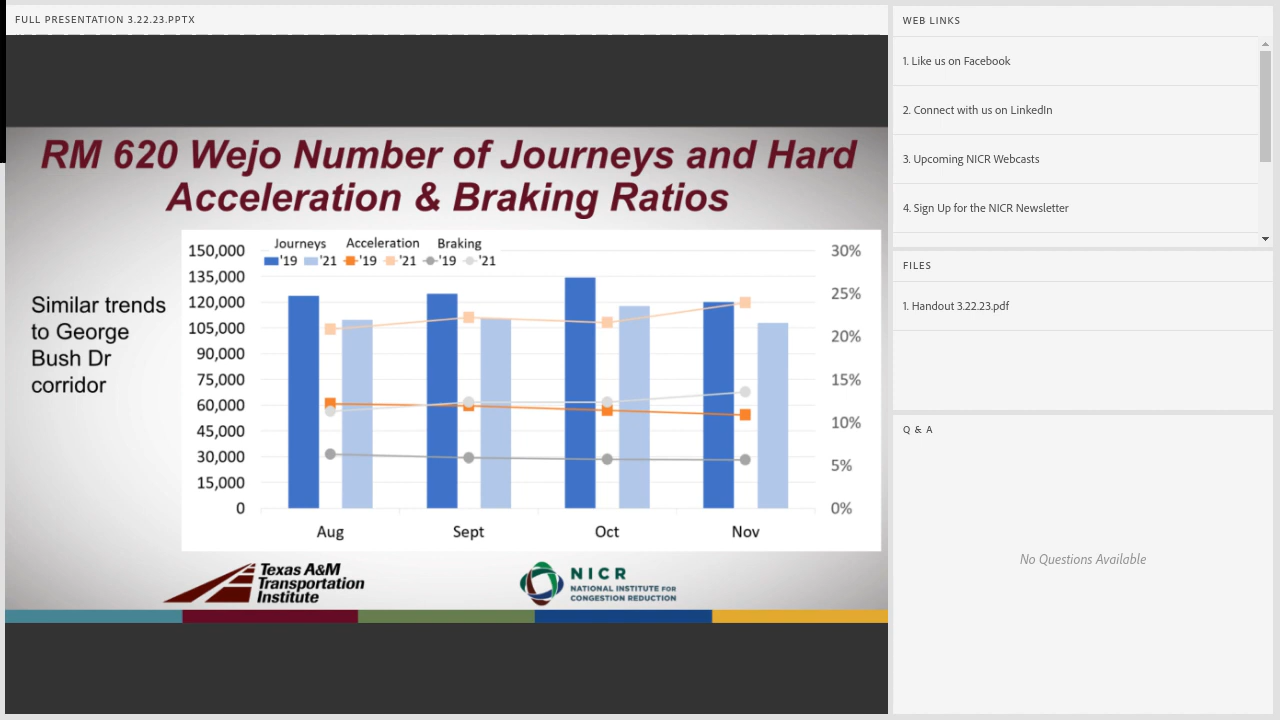 FULL PRESENTATION 3.22.23.PPTX
RM 620 Wejo Number of Journeys and Hard
Acceleration & Braking Ratios
Similar trends
to George
Bush Dr
corridor
Journeys Acceleration Braking
'19 '21 '19 '21 '19 '21
150,000
135,000
120,000
105,000
90,000
75,000
60,000
45,000
30,000
15,000
0
30%
25%
20%
15%
10%
5%
0%
Aug Sept Oct Nov
Texas A&M
Transportation
Institute
NICR
NATIONAL INSTITUTE FOR
CONGESTION REDUCTION
WEB LINKS
1. Like us on Facebook
2. Connect with us on LinkedIn
3. Upcoming NICR Webcasts
4. Sign Up for the NICR Newsletter
FILES
1. Handout 3.22.23.pdf
Q & A
No Questions Available